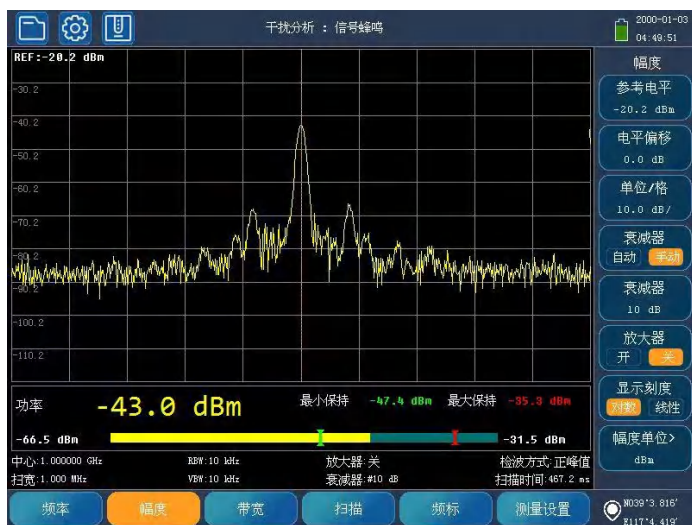 干扰分析 : 信号蜂鸣
2000-01-03
04:49:51
REF:-20.2 dBm
-30.2
-40.2
-50.2
-60.2
-70.2
-80.2
-90.2
-100.2
-110.2
幅度
参考电平
-20.2 dBm
电平偏移
0.0 dB
单位/格
10.0 dB/
衰减器
自动 手动
衰减器
10 dB
放大器
开 关
显示刻度
对数 线性
幅度单位>
dBm
功率 -43.0 dBm 最小保持 -47.4 dBm 最大保持 -35.3 dBm
-66.5 dBm -31.5 dBm
中心:1.000000 GHz RBW:10 kHz 放大器:关 检波方式:正峰值
扫宽:1.000 MHz VBW:10 kHz 衰减器:#10 dB 扫描时间:467.2 ms
频率 幅度 带宽 扫描 频标 测量设置
N039°3.816'
E117°4.419'